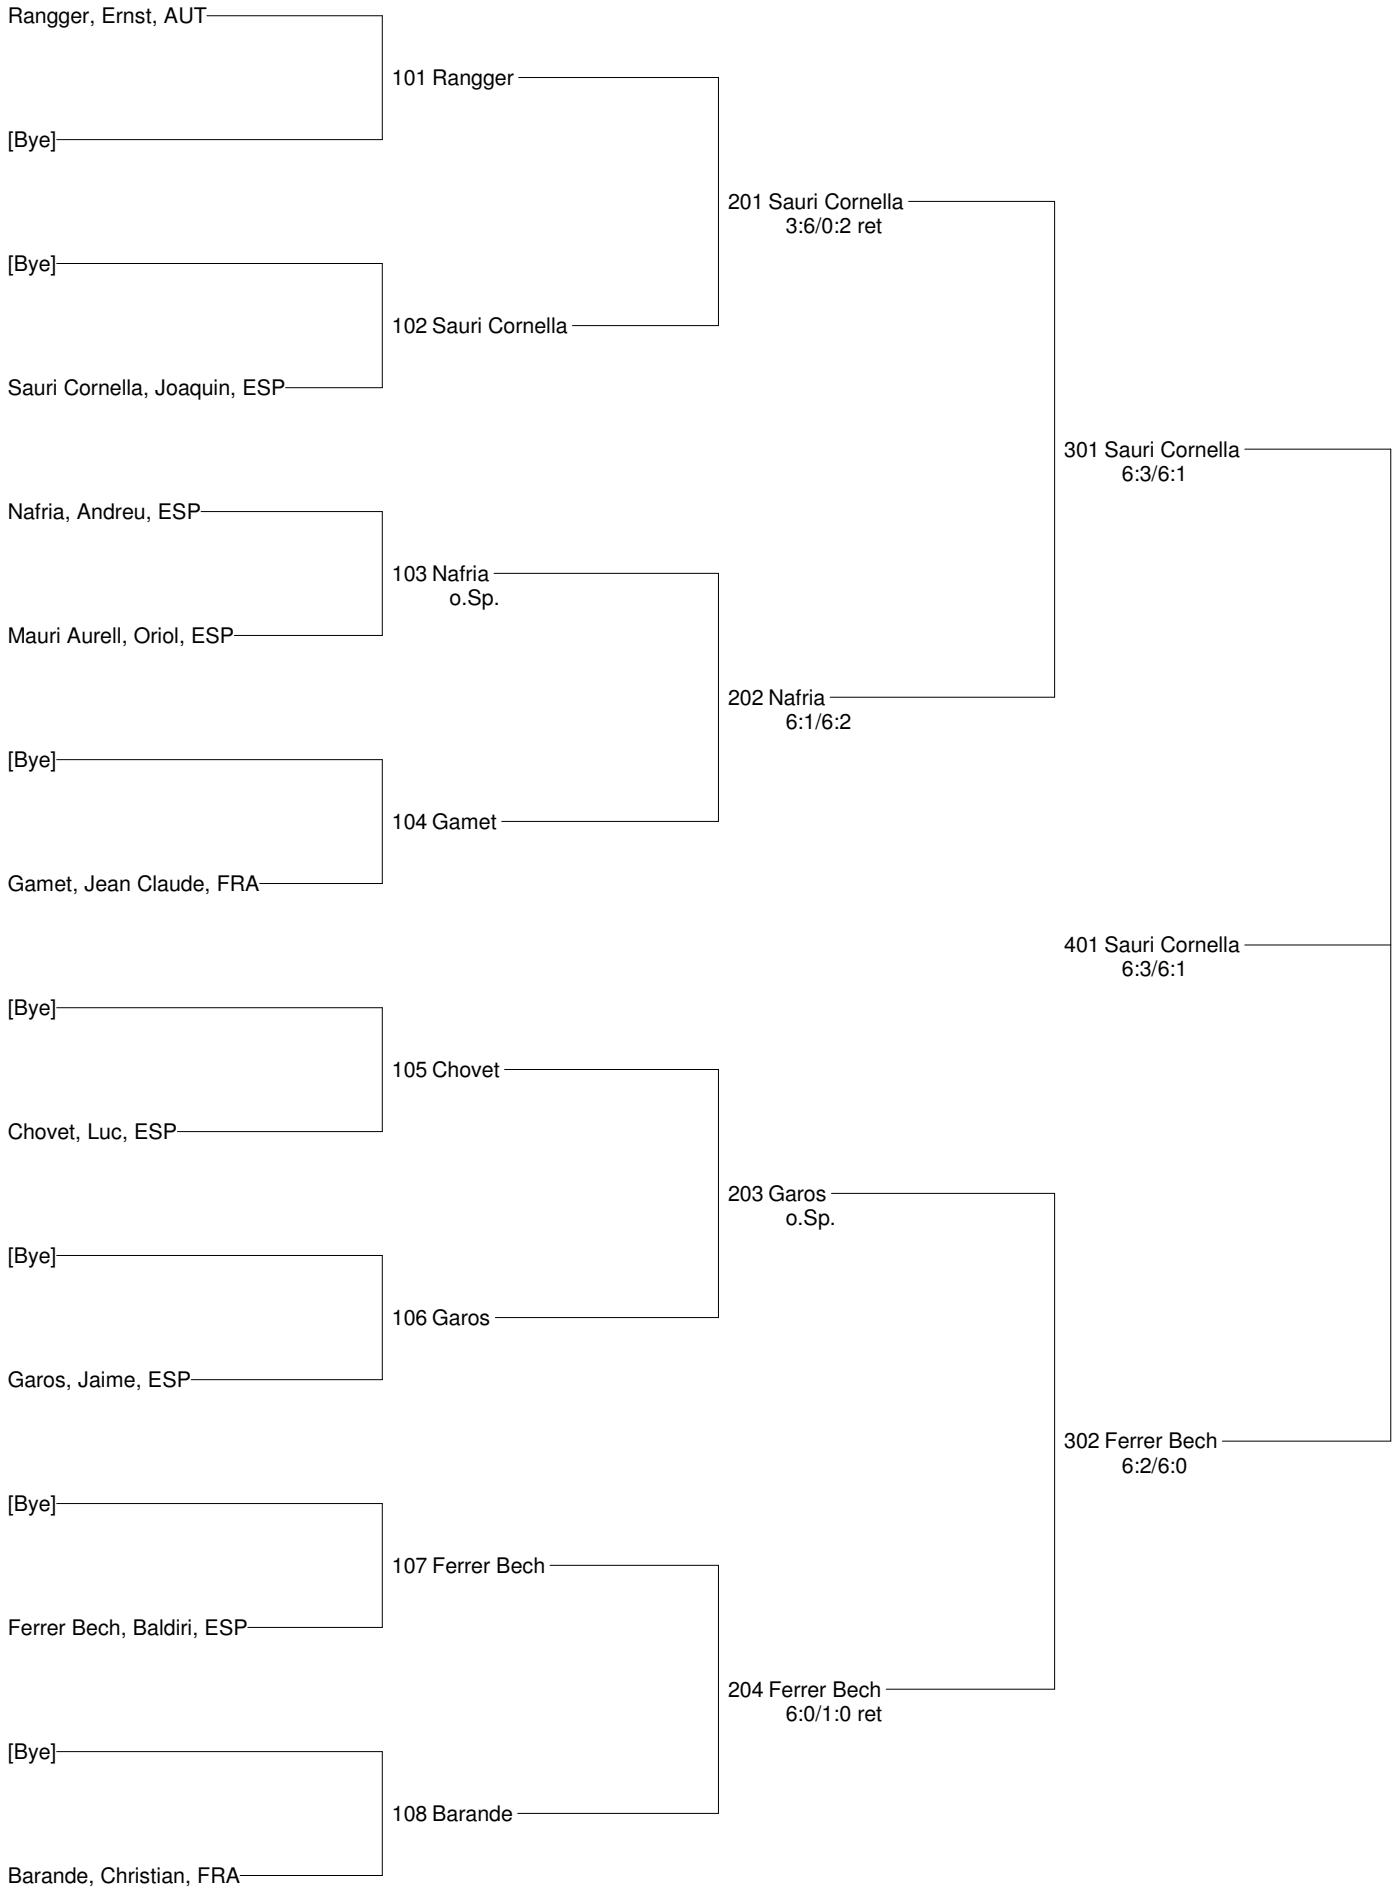 Rangger, Ernst, AUT
101 Rangger
[Bye]
201 Sauri Cornella
3:6/0:2 ret
[Bye]
102 Sauri Cornella
Sauri Cornella, Joaquin, ESP
301 Sauri Cornella
6:3/6:1
Nafria, Andreu, ESP
103 Nafria
o.Sp.
Mauri Aurell, Oriol, ESP
202 Nafria
6:1/6:2
[Bye]
104 Gamet
Gamet, Jean Claude, FRA
401 Sauri Cornella
6:3/6:1
[Bye]
105 Chovet
Chovet, Luc, ESP
203 Garos
o.Sp.
[Bye]
106 Garos
Garos, Jaime, ESP
302 Ferrer Bech
6:2/6:0
[Bye]
107 Ferrer Bech
Ferrer Bech, Baldiri, ESP
204 Ferrer Bech
6:0/1:0 ret
[Bye]
108 Barande
Barande, Christian, FRA